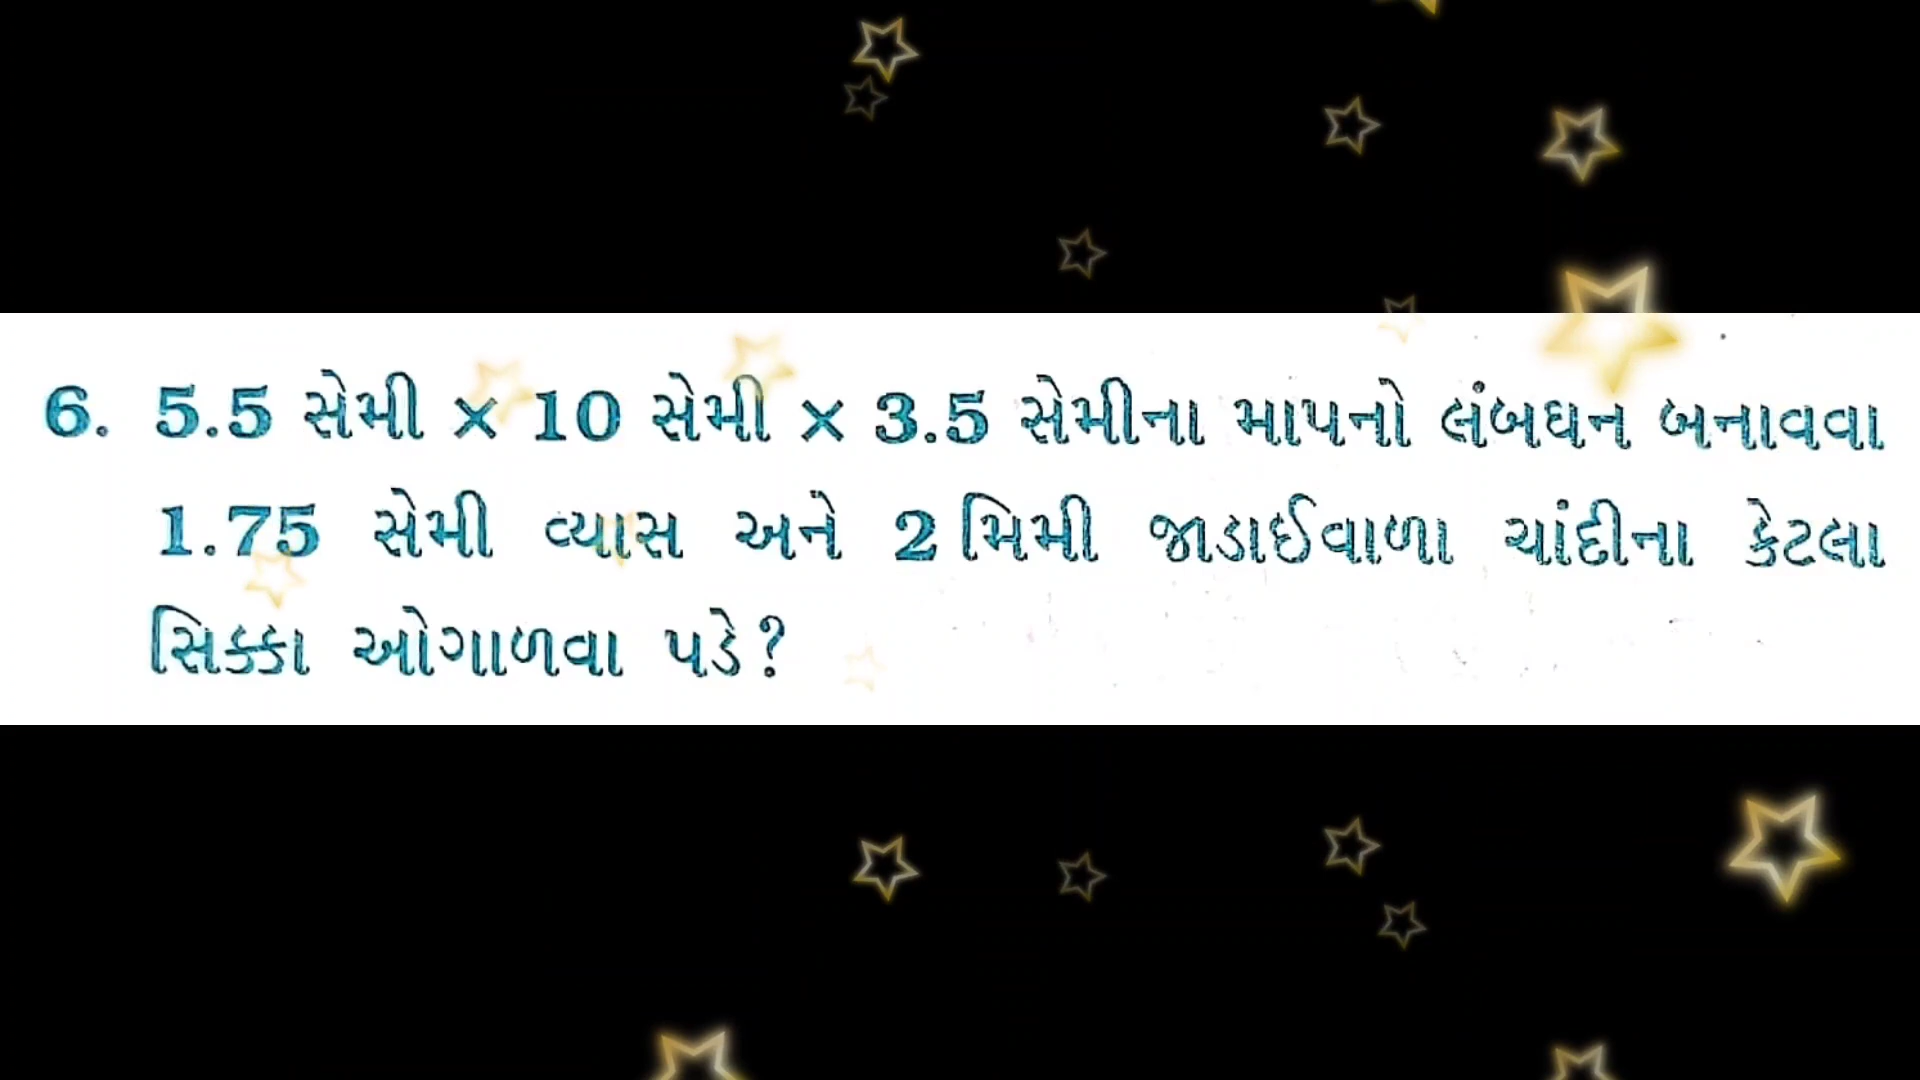 6. 5.5 સેમી × 10 સેમી × 3.5 સેમીના માપનો લંબઘન બનાવવા
1.75 સેમી વ્યાસ અને 2 મિમી જાડાઈવાળા ચાંદીના કેટલા
સિક્કા ઓગાળવા પડે?